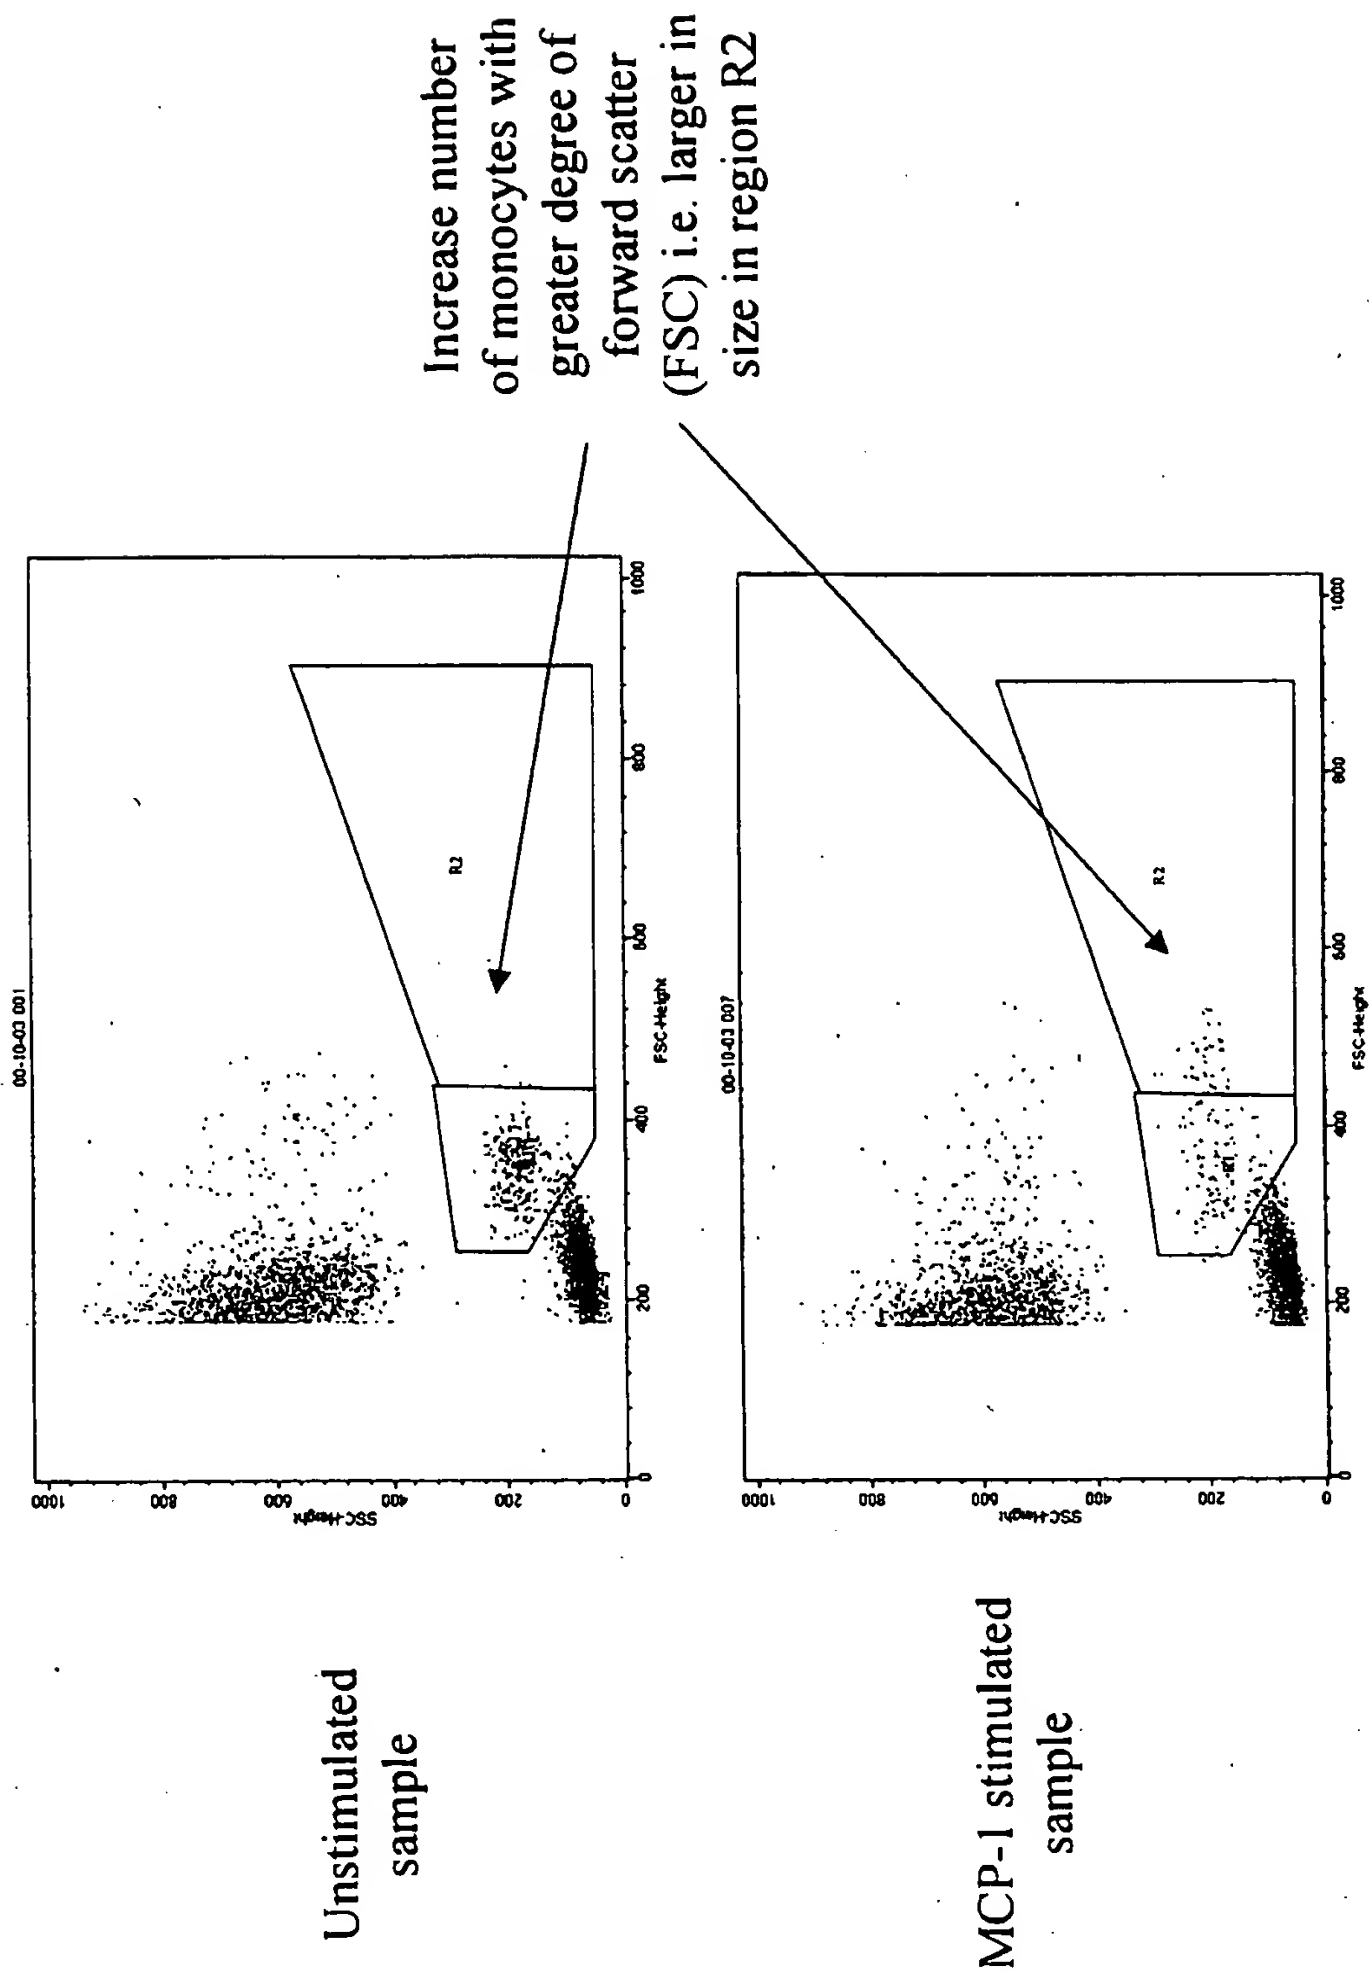 Unstimulated
sample
00-10-03 001
SSC-Height
1000
800
600
400
200
0
R2
R1
0
200
400
600
800
1000
FSC-Height
MCP-1 stimulated
sample
00-10-03 007
SSC-Height
1000
800
600
400
200
0
R2
R1
0
200
400
600
800
1000
FSC-Height
Increase number
of monocytes with
greater degree of
forward scatter
(FSC) i.e. larger in
size in region R2